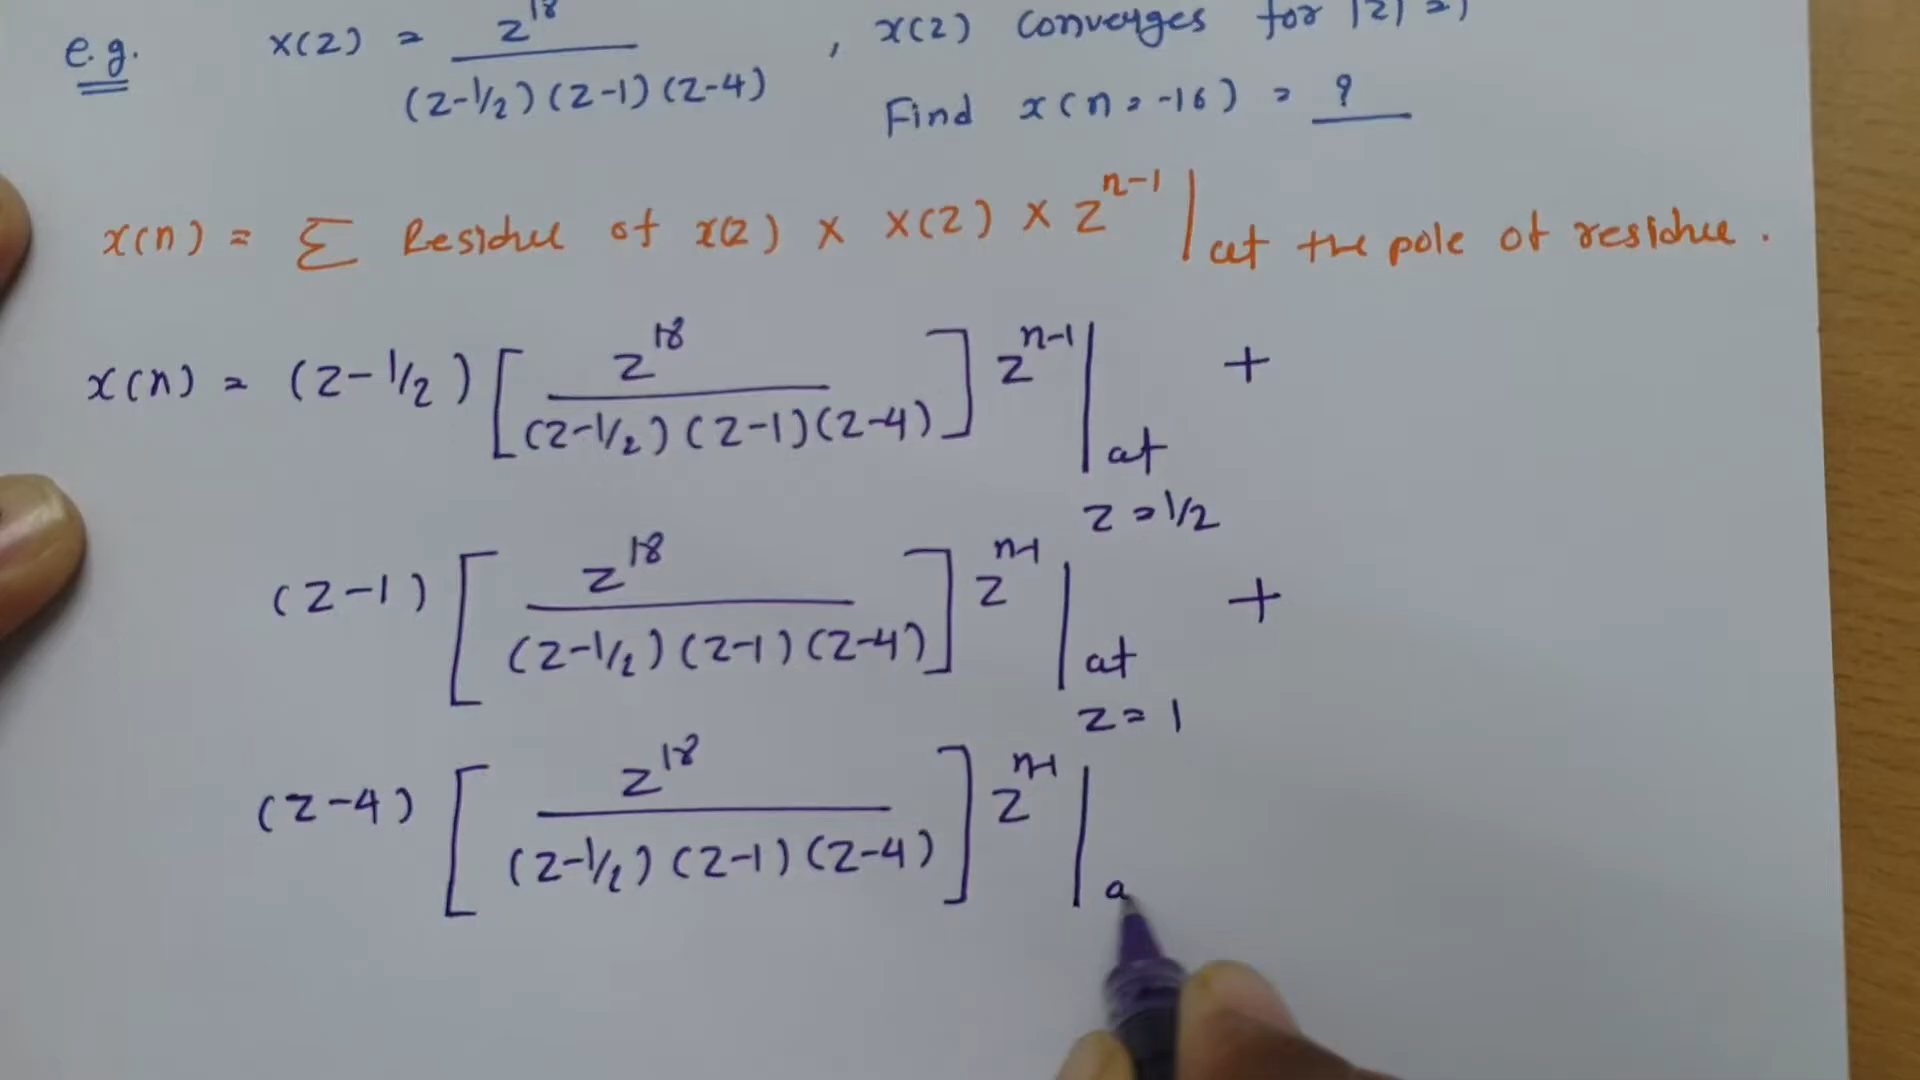 e.g. x(z) = z^18 / (z-1/2)(z-1)(z-4) , x(z) converges for |z| = 1
Find x(n = -16) = ?
x(n) = Σ Residue of x(z) × x(z) × z^n-1 | at the pole of residue.
x(n) = (z-1/2) [ z^18 / (z-1/2)(z-1)(z-4) ] z^n-1 | at z = 1/2 +
(z-1) [ z^18 / (z-1/2)(z-1)(z-4) ] z^n-1 | at z = 1 +
(z-4) [ z^18 / (z-1/2)(z-1)(z-4) ] z^n-1 | a